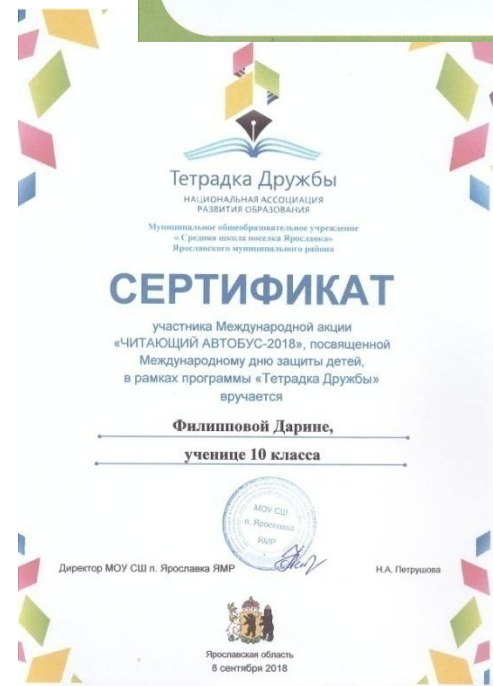 Тетрадка Дружбы
НАЦИОНАЛЬНАЯ АССОЦИАЦИЯ
РАЗВИТИЯ ОБРАЗОВАНИЯ
Муниципальное общеобразовательное учреждение
« Средняя школа поселка Ярославка»
Ярославского муниципального района
СЕРТИФИКАТ
участника Международной акции
«ЧИТАЮЩИЙ АВТОБУС-2018», посвященной
Международному дню защиты детей,
в рамках программы «Тетрадка Дружбы»
вручается
Филипповой Дарине,
ученице 10 класса
МОУ СШ
п. Ярославка
ЯМР
Директор МОУ СШ п. Ярославка ЯМР
Н.А. Петрушова
Ярославская область
8 сентября 2018